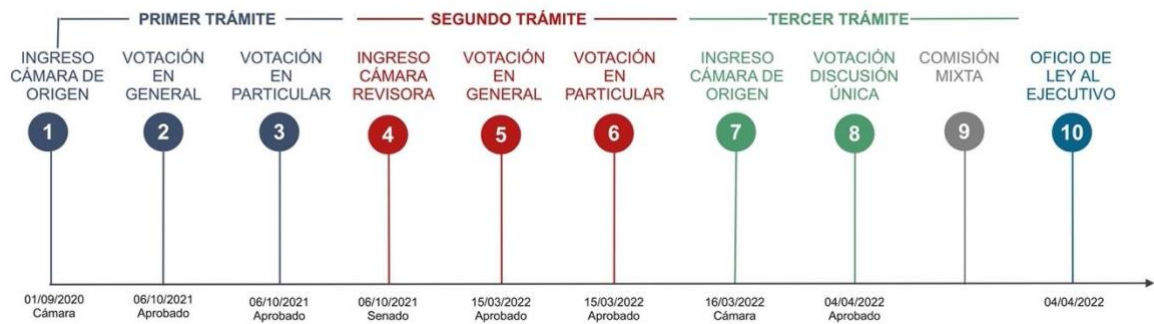 PRIMER TRÁMITE
SEGUNDO TRÁMITE
TERCER TRÁMITE
INGRESO
CÁMARA DE
ORIGEN
VOTACIÓN
EN
GENERAL
VOTACIÓN
EN
PARTICULAR
INGRESO
CÁMARA
REVISORA
VOTACIÓN
EN
GENERAL
VOTACIÓN
EN
PARTICULAR
INGRESO
CÁMARA DE
ORIGEN
VOTACIÓN
DISCUSIÓN
ÚNICA
COMISIÓN
MIXTA
OFICIO DE
LEY AL
EJECUTIVO
1
2
3
4
5
6
7
8
9
10
01/09/2020
Cámara
06/10/2021
Aprobado
06/10/2021
Aprobado
06/10/2021
Senado
15/03/2022
Aprobado
15/03/2022
Aprobado
16/03/2022
Cámara
04/04/2022
Aprobado
04/04/2022